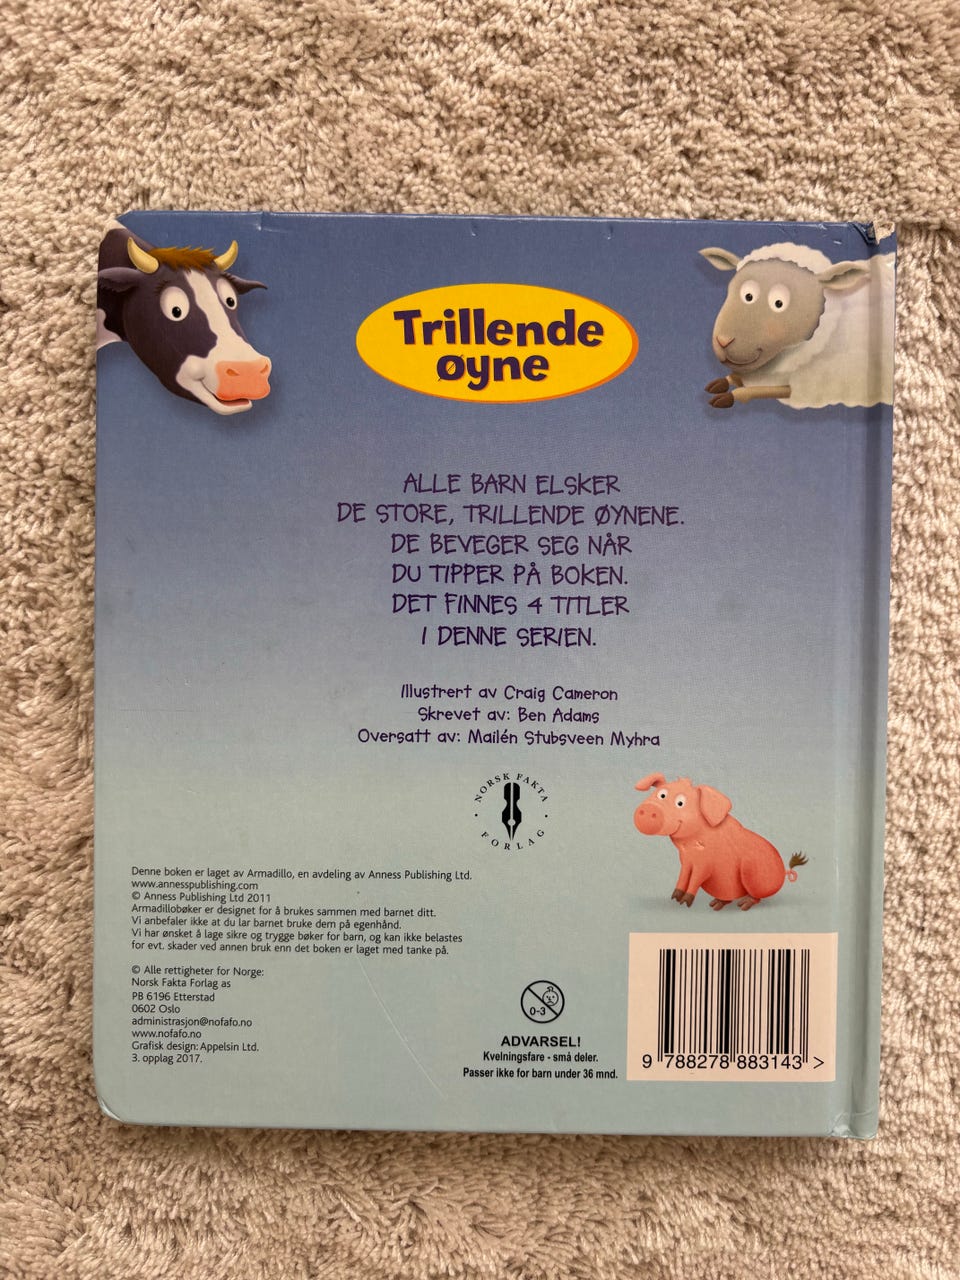 Trillende
øyne
ALLE BARN ELSKER
DE STORE, TRILLENDE ØYNENE.
DE BEVEGER SEG NÅR
DU TIPPER PÅ BOKEN.
DET FINNES 4 TITLER
I DENNE SERIEN.
Illustrert av Craig Cameron
Skrevet av: Ben Adams
Oversatt av: Mailén Stubsveen Myhra
NORSK FAKTA
FORLAG
Denne boken er laget av Armadillo, en avdeling av Anness Publishing Ltd.
www.annesspublishing.com
© Anness Publishing Ltd 2011
Armadillobøker er designet for å brukes sammen med barnet ditt.
Vi anbefaler ikke at du lar barnet bruke dem på egenhånd.
Vi har ønsket å lage sikre og trygge bøker for barn, og kan ikke belastes
for evt. skader ved annen bruk enn det boken er laget med tanke på.
© Alle rettigheter for Norge:
Norsk Fakta Forlag as
PB 6196 Etterstad
0602 Oslo
administrasjon@nofafo.no
www.nofafo.no
Grafisk design: Appelsin Ltd.
3. opplag 2017.
0-3
ADVARSEL!
Kvelningsfare - små deler.
Passer ikke for barn under 36 mnd.
9 788278 883143 >